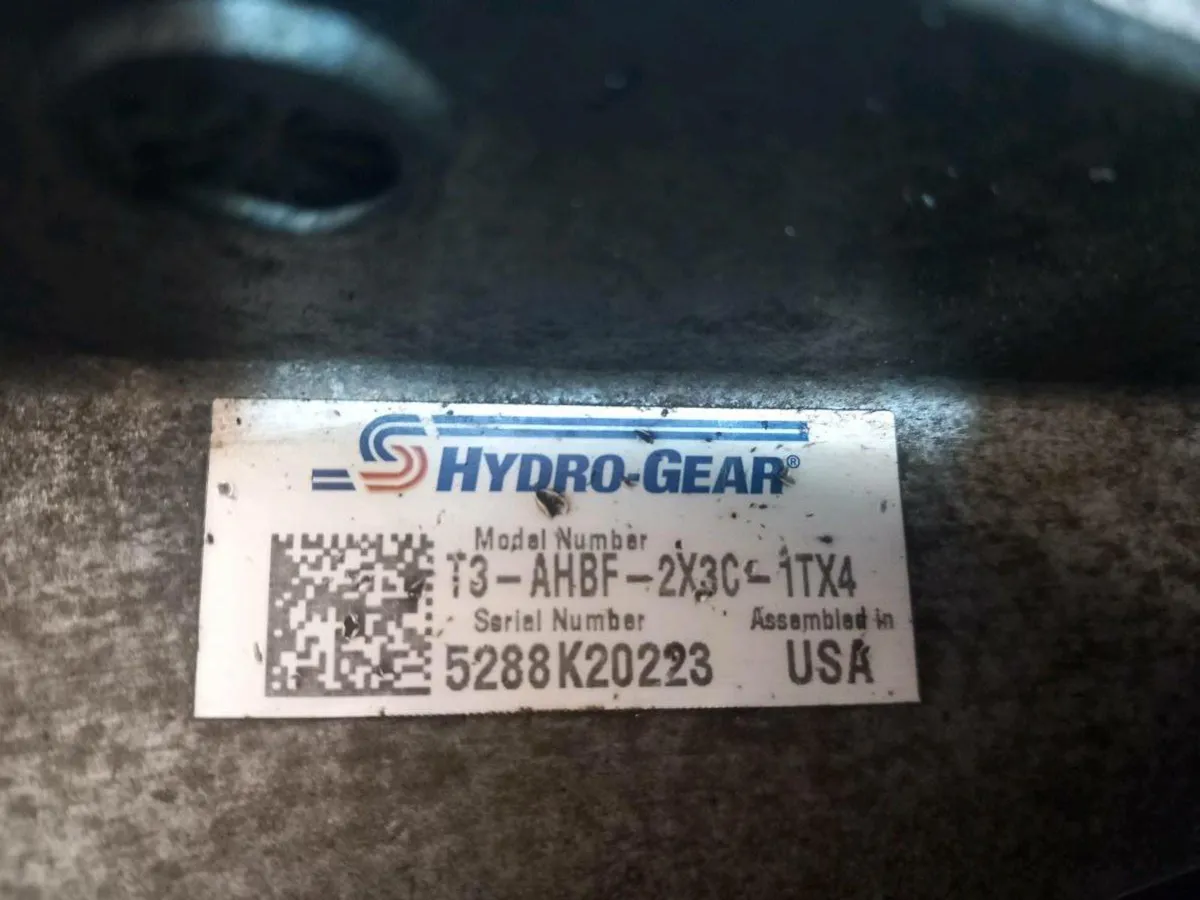 HYDRO-GEAR®
Model Number
T3-AHBF-2X3C-1TX4
Serial Number Assembled in
5288K20223 USA